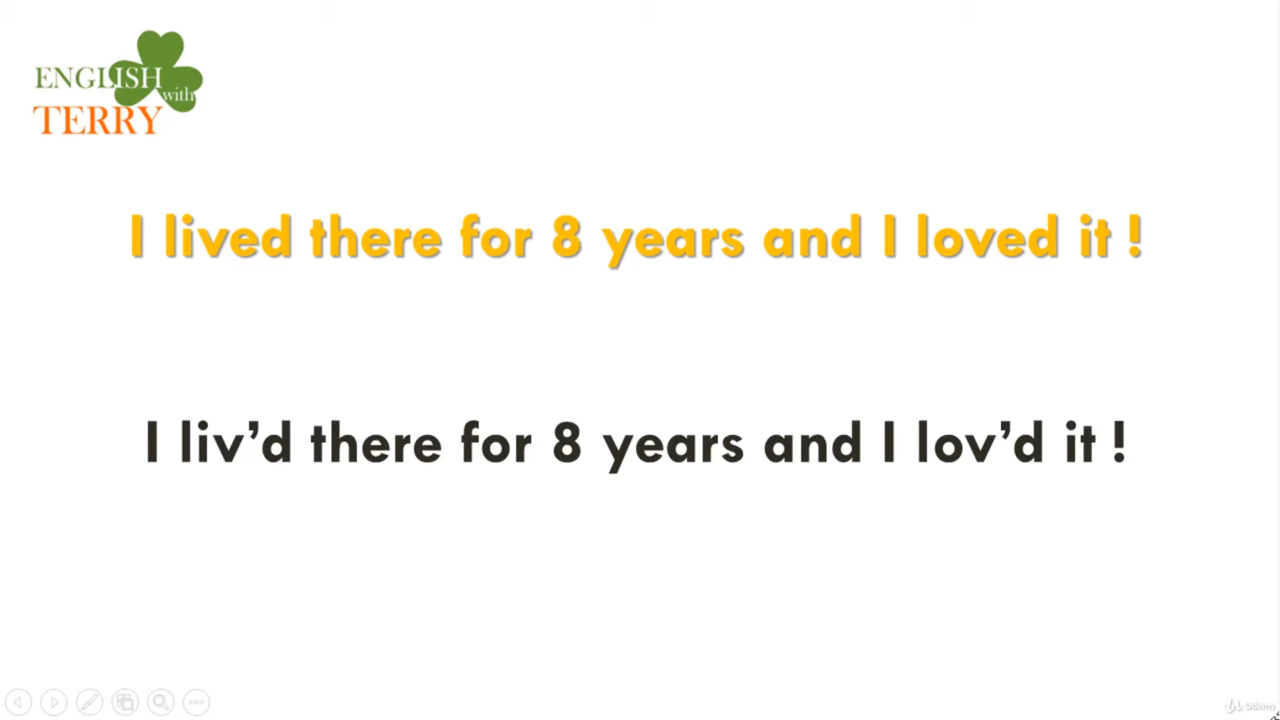 ENGLISH
with
TERRY
I lived there for 8 years and I loved it !
I liv’d there for 8 years and I lov’d it !
Udemy